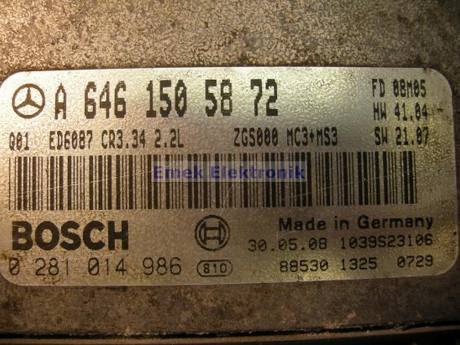 A 646 150 58 72
FD 08M05
HW 41.04
Q01 ED60B7 CR3.34 2.2L ZGS000 MC3+MS3 SW 21.07
Emek Elektronik
BOSCH
Made in Germany
30.05.08 1039S23106
0 281 014 986 810 88530 1325 0729